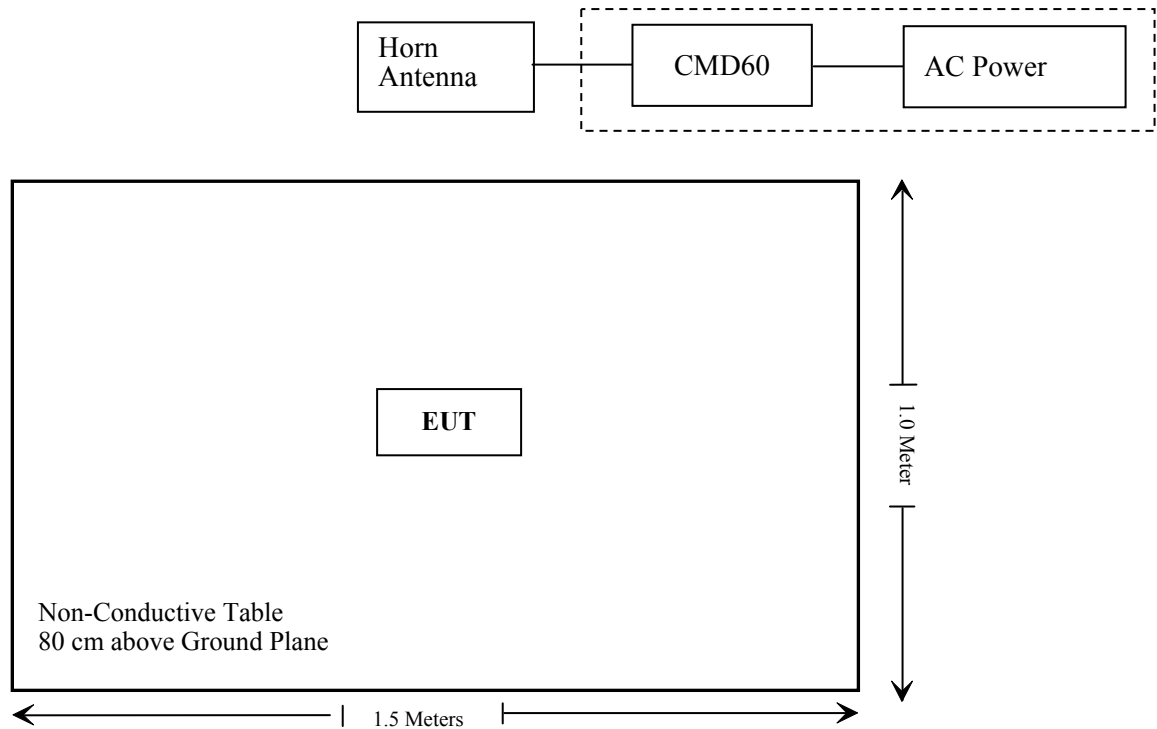 Horn
Antenna
CMD60
AC Power
EUT
1.0 Meter
Non-Conductive Table
80 cm above Ground Plane
1.5 Meters